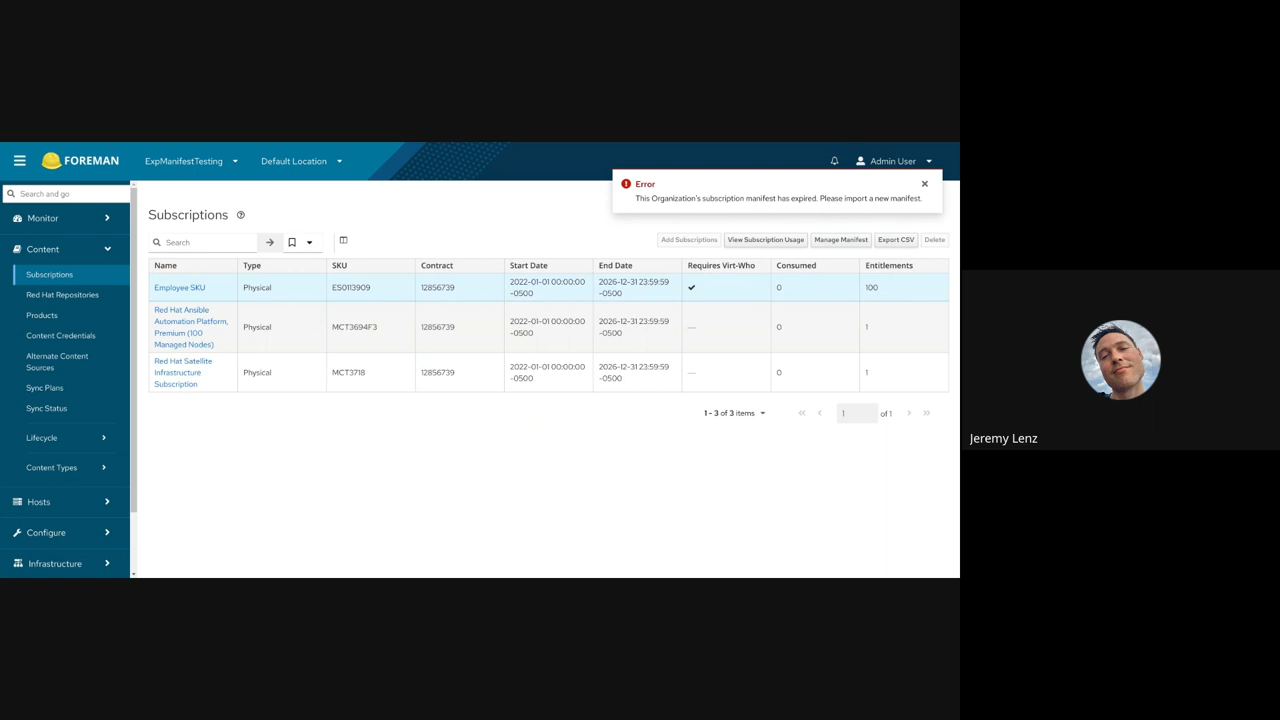 FOREMAN
ExpManifestTesting
Default Location
Admin User
Search and go
Monitor
Content
Subscriptions
Red Hat Repositories
Products
Content Credentials
Alternate Content
Sources
Sync Plans
Sync Status
Lifecycle
Content Types
Hosts
Configure
Infrastructure
Error
This Organization's subscription manifest has expired. Please import a new manifest.
Subscriptions
Search
Add Subscriptions View Subscription Usage Manage Manifest Export CSV Delete
Name Type SKU Contract Start Date End Date Requires Virt-Who Consumed Entitlements
Employee SKU Physical ES0113909 12856739 2022-01-01 00:00:00 -0500 2026-12-31 23:59:59 -0500 0 100
Red Hat Ansible Automation Platform, Premium (100 Managed Nodes) Physical MCT3694F3 12856739 2022-01-01 00:00:00 -0500 2026-12-31 23:59:59 -0500 --- 0 1
Red Hat Satellite Infrastructure Subscription Physical MCT3718 12856739 2022-01-01 00:00:00 -0500 2026-12-31 23:59:59 -0500 --- 0 1
1 - 3 of 3 items
1 of 1
Jeremy Lenz